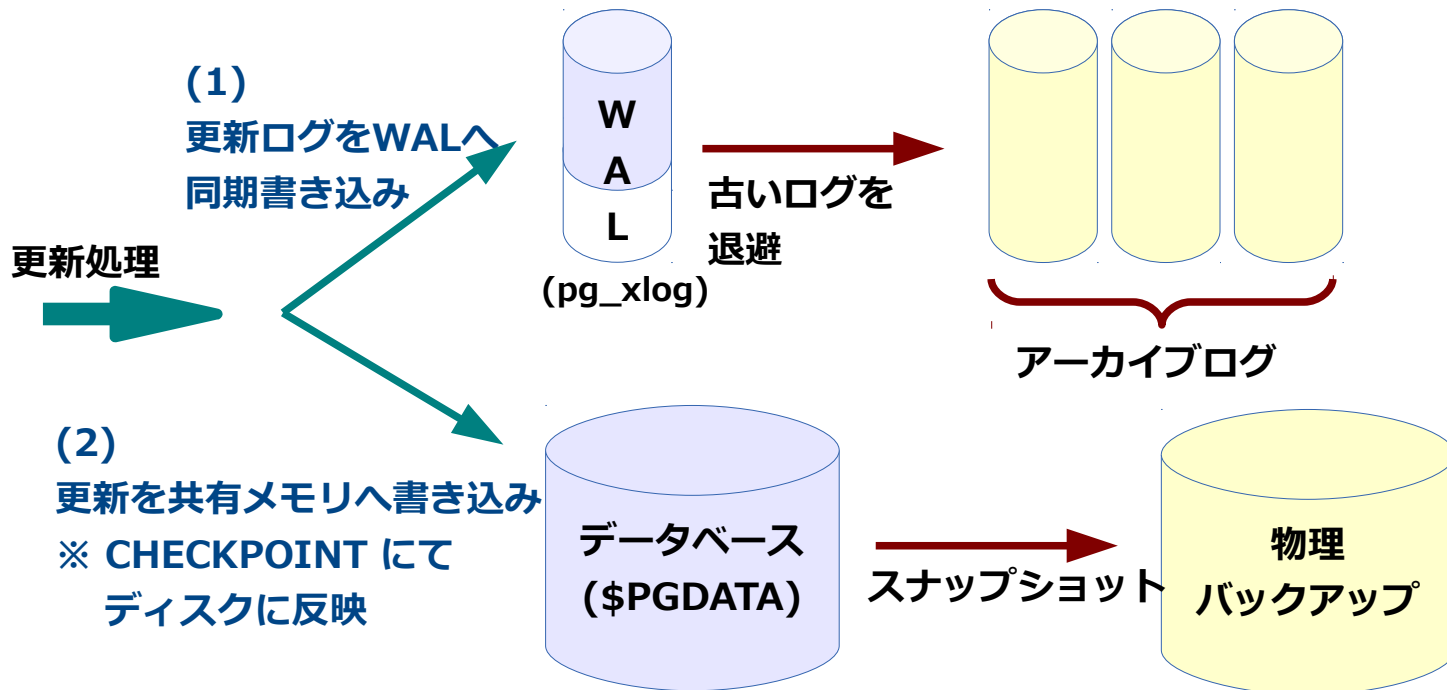 (1)
更新ログをWALへ
同期書き込み
更新処理
W
A
L
(pg_xlog)
古いログを
退避
アーカイブログ
(2)
更新を共有メモリへ書き込み
※ CHECKPOINT にて
ディスクに反映
データベース
($PGDATA)
スナップショット
物理
バックアップ